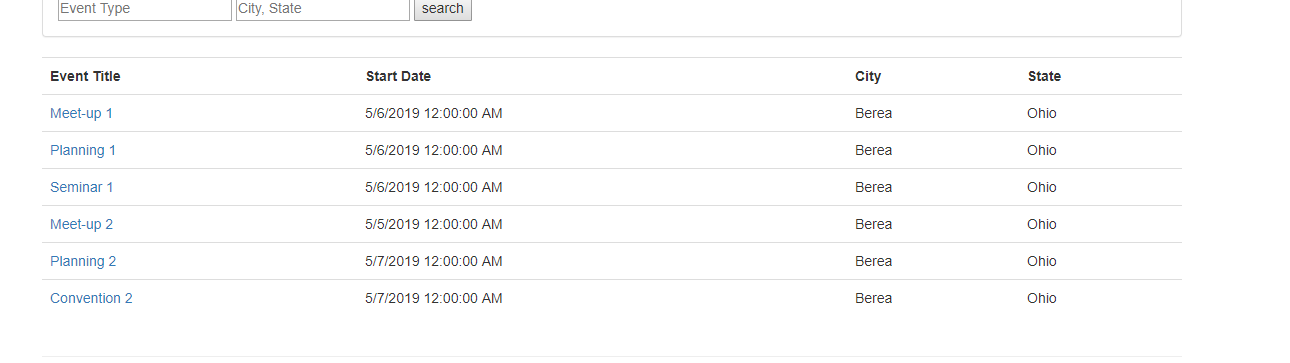 Event Type City, State search
Event Title Start Date City State
Meet-up 1 5/6/2019 12:00:00 AM Berea Ohio
Planning 1 5/6/2019 12:00:00 AM Berea Ohio
Seminar 1 5/6/2019 12:00:00 AM Berea Ohio
Meet-up 2 5/5/2019 12:00:00 AM Berea Ohio
Planning 2 5/7/2019 12:00:00 AM Berea Ohio
Convention 2 5/7/2019 12:00:00 AM Berea Ohio